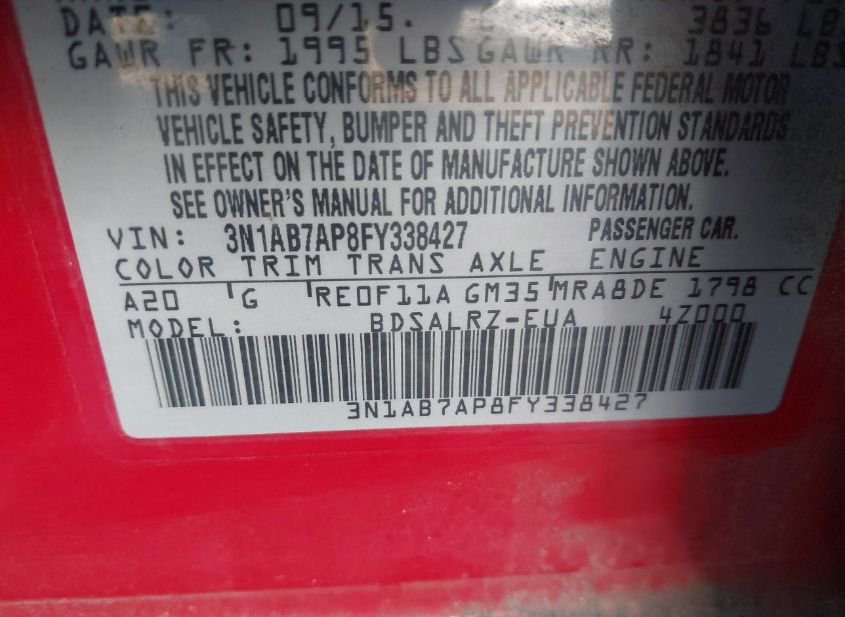 DATE: 09/15. 3836 LB
GAWR FR: 1995 LBS GAWR RR: 1841 LBS
THIS VEHICLE CONFORMS TO ALL APPLICABLE FEDERAL MOTOR
VEHICLE SAFETY, BUMPER AND THEFT PREVENTION STANDARDS
IN EFFECT ON THE DATE OF MANUFACTURE SHOWN ABOVE.
SEE OWNER'S MANUAL FOR ADDITIONAL INFORMATION.
VIN: 3N1AB7AP8FY338427 PASSENGER CAR.
COLOR TRIM TRANS AXLE ENGINE
A20 G RE0F11A GM35 MRA8DE 1798 CC
MODEL: BDSALRZ-EUA 4Z000
3N1AB7AP8FY338427